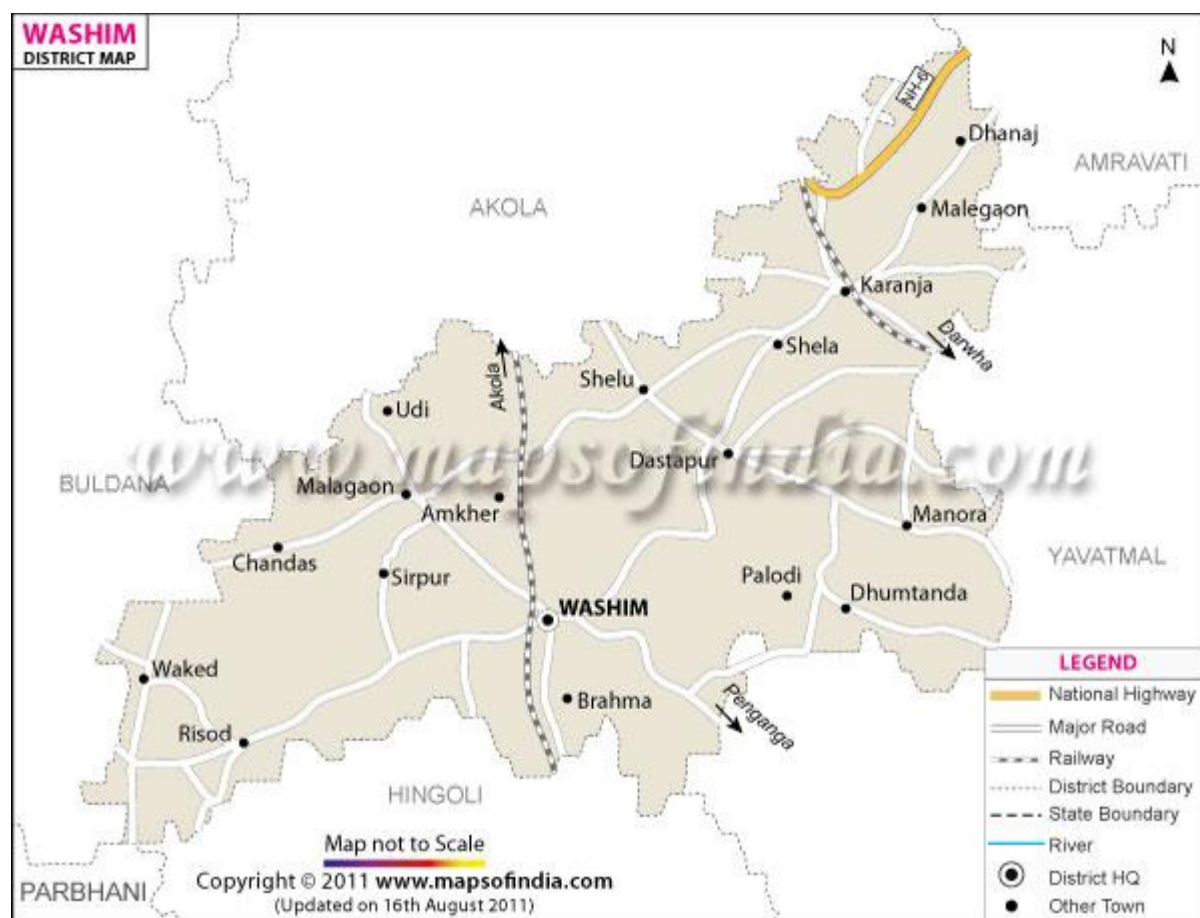 WASHIM
DISTRICT MAP
N
NH-6
Dhanaj
AMRAVATI
Malegaon
AKOLA
Karanja
Darwha
Shela
Akola
Shelu
Udi
www.mapsofindia.com
Dastapur
BULDANA
Malagaon
Amkher
Manora
Chandas
YAVATMAL
Sirpur
Palodi
Dhumtanda
WASHIM
Waked
Brahma
Penganga
Risod
HINGOLI
PARBHANI
LEGEND
National Highway
Major Road
Railway
District Boundary
State Boundary
River
District HQ
Other Town
Map not to Scale
Copyright © 2011 www.mapsofindia.com
(Updated on 16th August 2011)